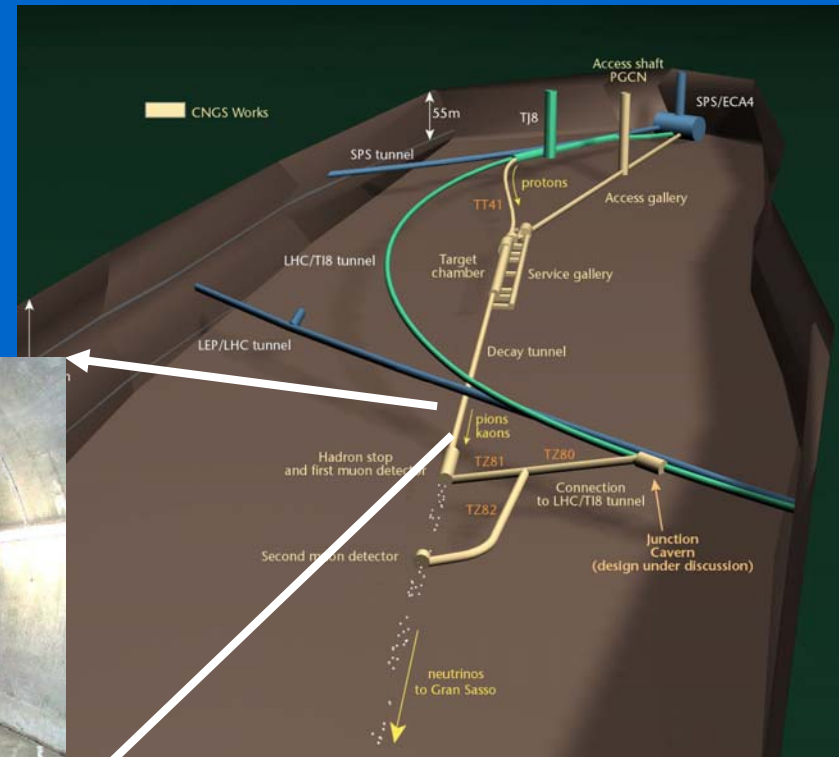 Access shaft
PGCN
SPS/ECA4
CNGS Works
55m
TJ8
SPS tunnel
protons
TT41
Access gallery
LHC/TI8 tunnel
Target
chamber
Service gallery
LEP/LHC tunnel
Decay tunnel
pions
kaons
Hadron stop
and first muon detector
TZ81
TZ80
Connection
to LHC/TI8 tunnel
TZ82
Second muon detector
Junction
Cavern
(design under discussion)
neutrinos
to Gran Sasso